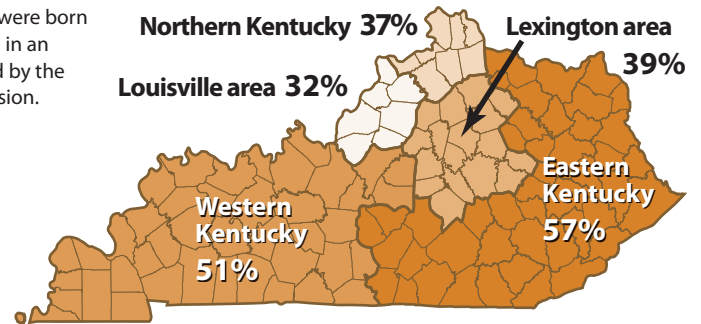 were born
in an
d by the
sion.
Northern Kentucky 37%
Lexington area
39%
Louisville area 32%
Eastern
Kentucky
57%
Western
Kentucky
51%